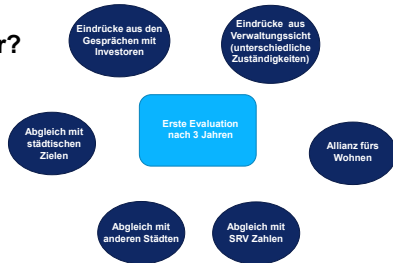 r?
Eindrücke aus den
Gesprächen mit
Investoren
Eindrücke aus
Verwaltungssicht
(unterschiedliche
Zuständigkeiten)
Erste Evaluation
nach 3 Jahren
Abgleich mit
städtischen
Zielen
Allianz fürs
Wohnen
Abgleich mit
anderen Städten
Abgleich mit
SRV Zahlen